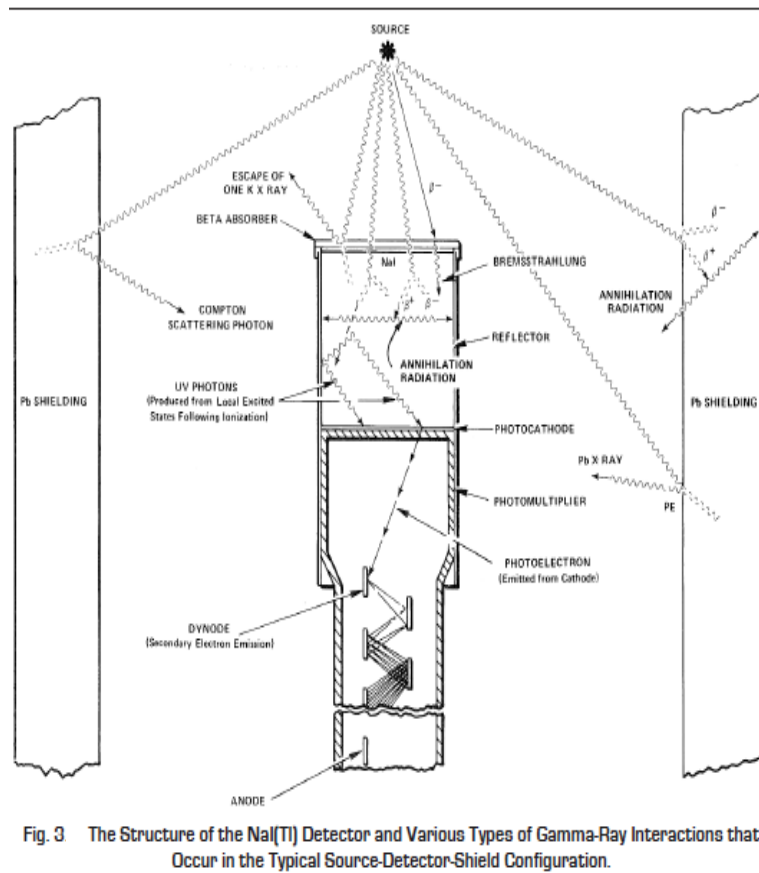 SOURCE
ESCAPE OF
ONE K X RAY
BETA ABSORBER
β−
NaI
BREMSSTRAHLUNG
β−
β+
ANNIHILATION
RADIATION
COMPTON
SCATTERING PHOTON
β+
β−
REFLECTOR
ANNIHILATION
RADIATION
UV PHOTONS
(Produced from Local Excited
States Following Ionization)
Pb SHIELDING
Pb SHIELDING
PHOTOCATHODE
Pb X RAY
PE
PHOTOMULTIPLIER
PHOTOELECTRON
(Emitted from Cathode)
DYNODE
(Secondary Electron Emission)
ANODE
Fig. 3 The Structure of the NaI(Tl) Detector and Various Types of Gamma-Ray Interactions that
Occur in the Typical Source-Detector-Shield Configuration.